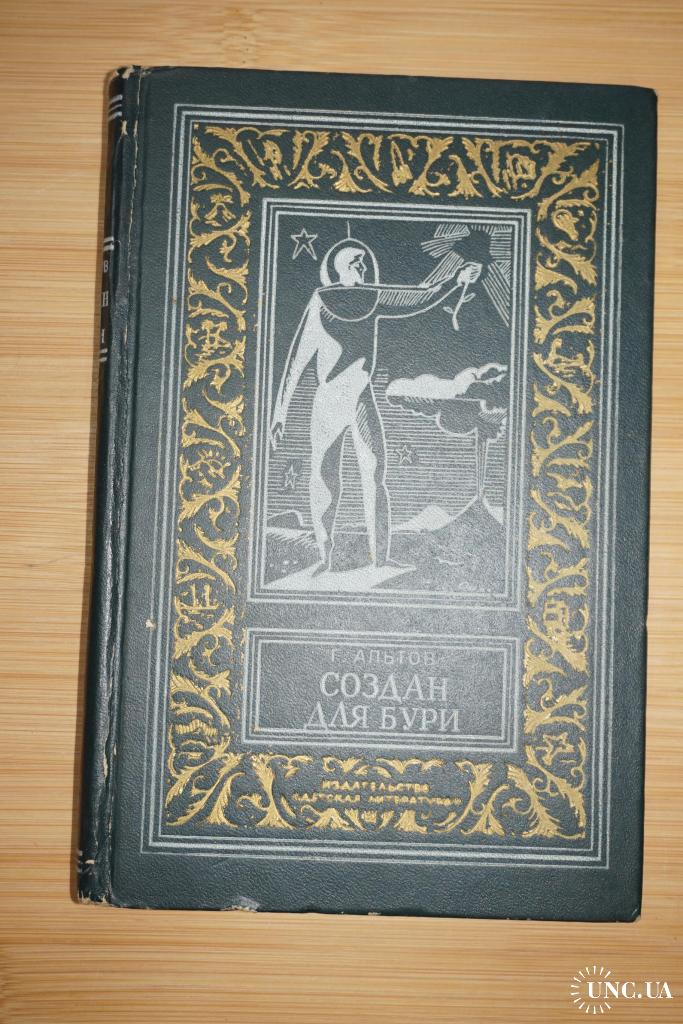 Г. АЛЬТОВ
СОЗДАН
ДЛЯ БУРИ
ИЗДАТЕЛЬСТВО
«ДЕТСКАЯ ЛИТЕРАТУРА»
В
Н
И
UNC.UA